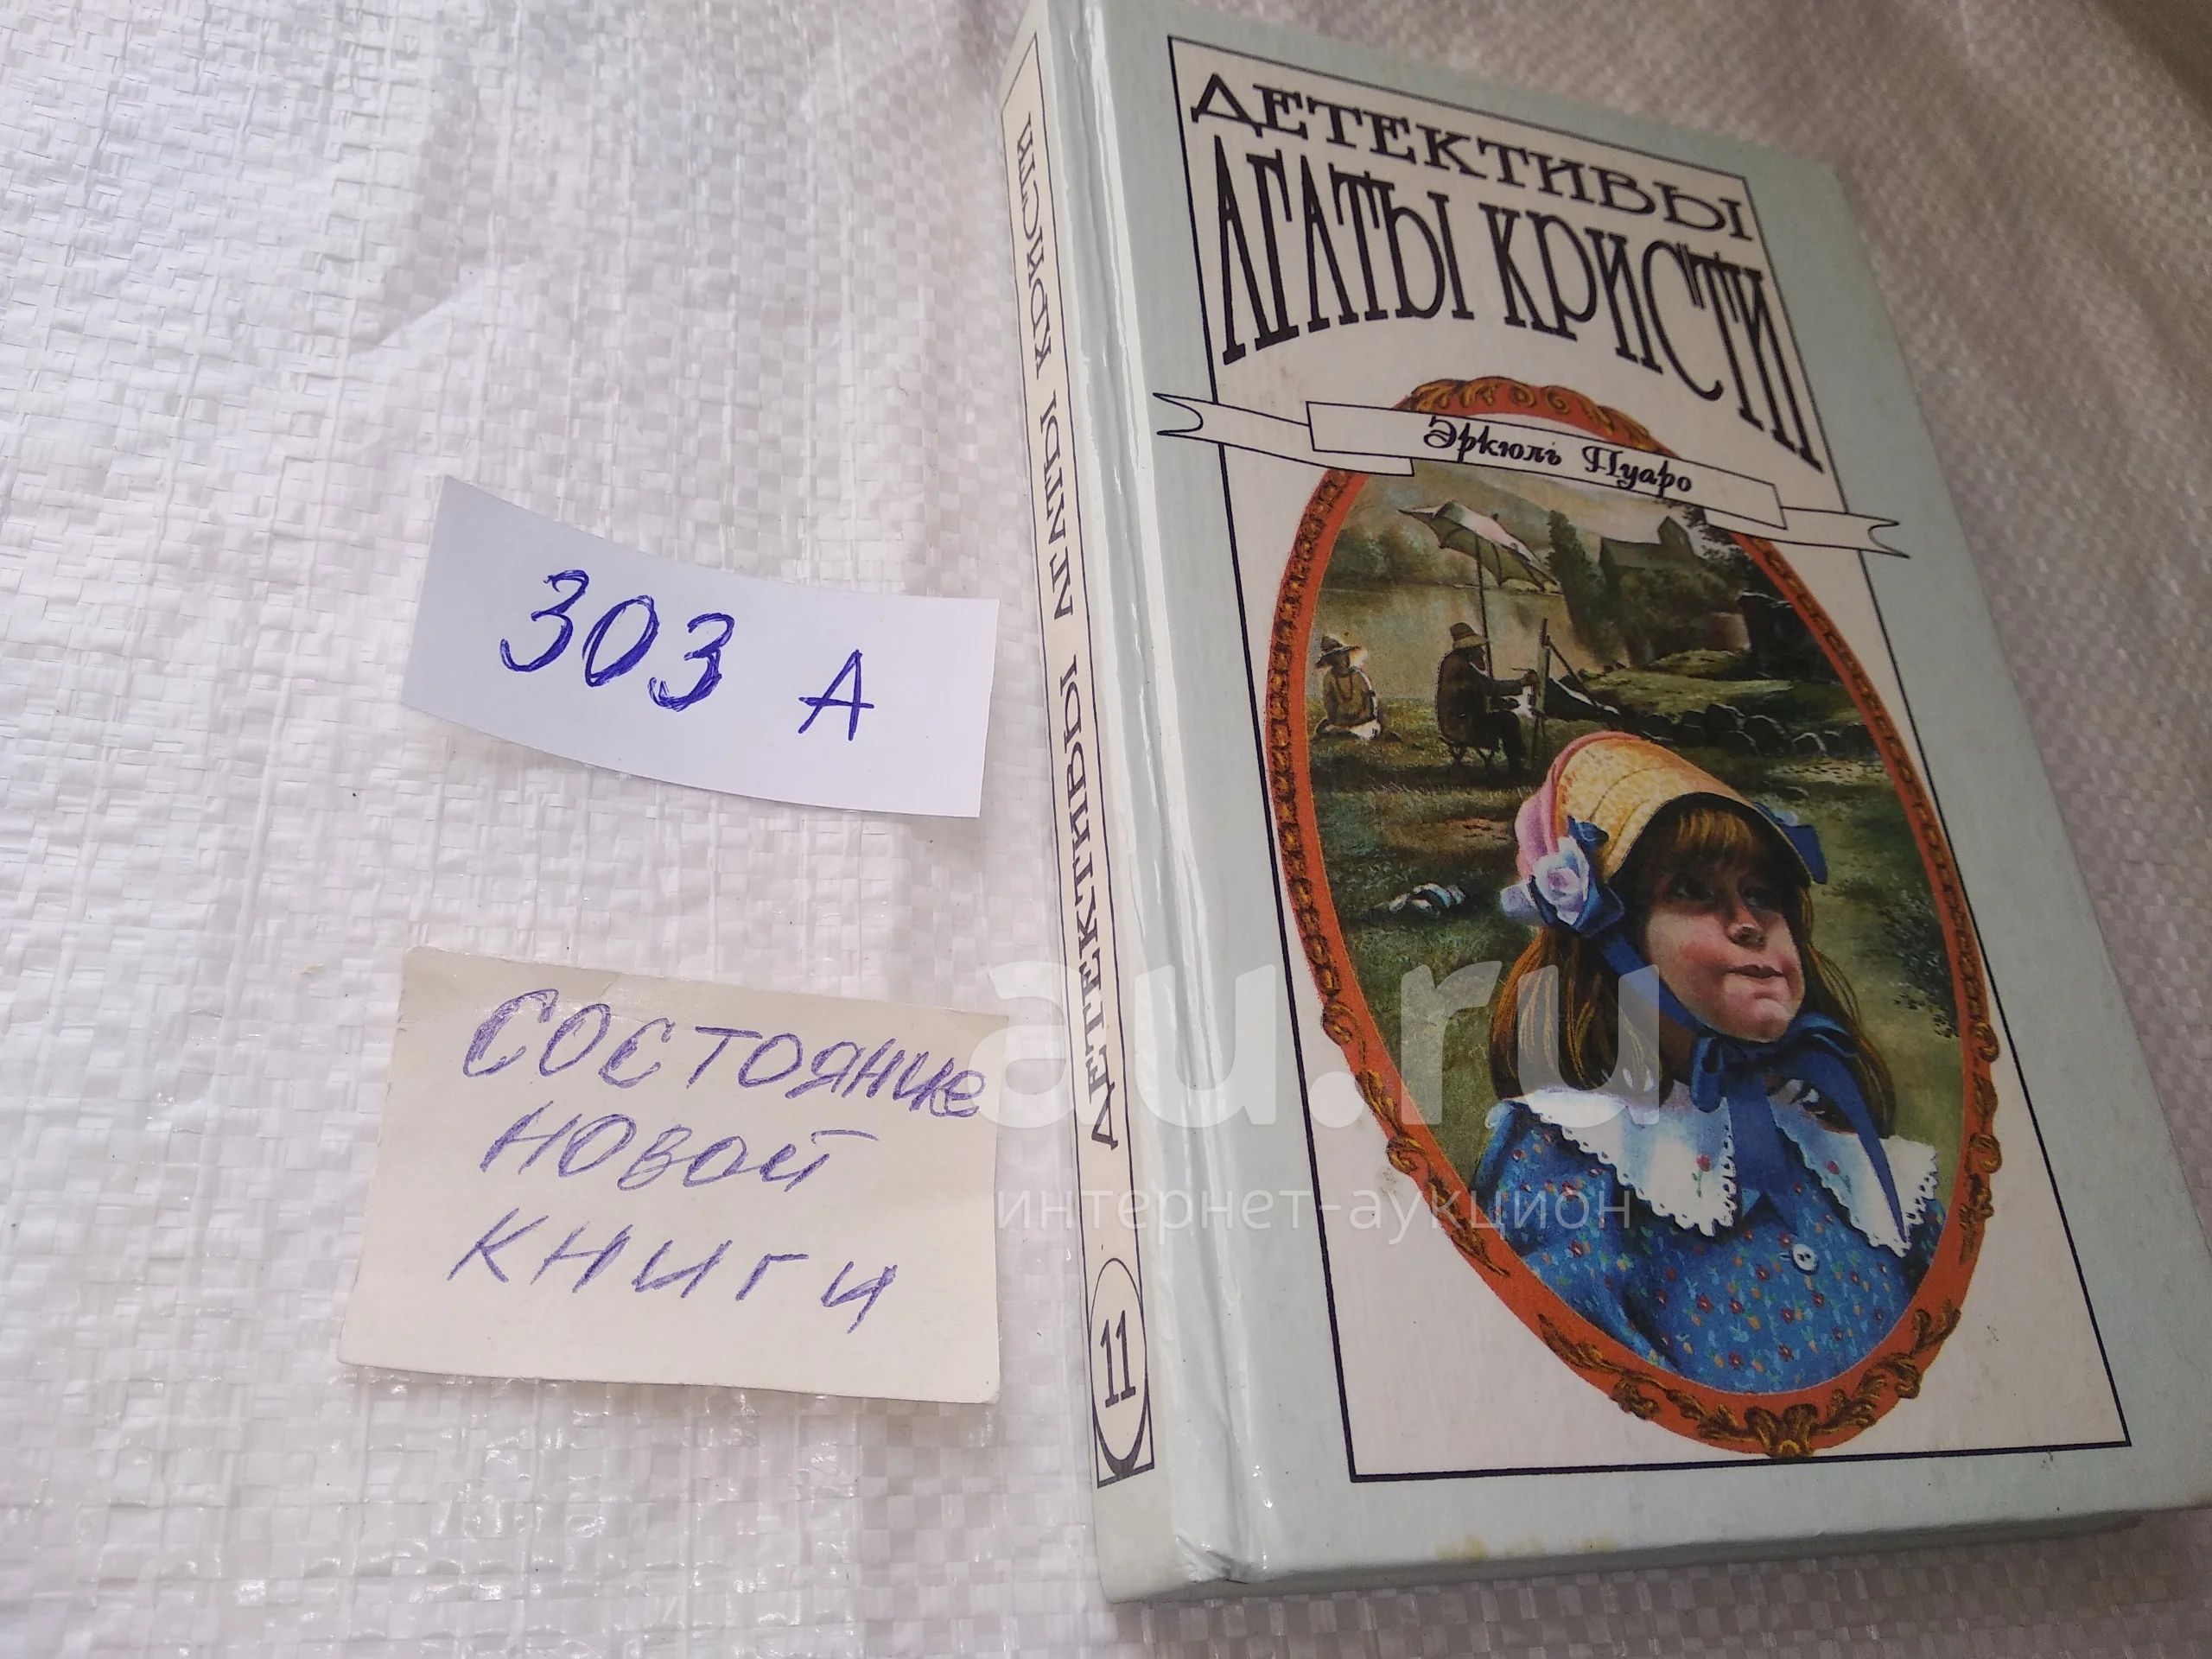 ДЕТЕКТИВЫ
АГАТЫ КРИСТИ
Эркюль Пуаро
ДЕТЕКТИВЫ АГАТЫ КРИСТИ
11
303 А
СОСТОЯНИЕ
НОВОЙ
КНИГИ
au.ru
интернет-аукцион